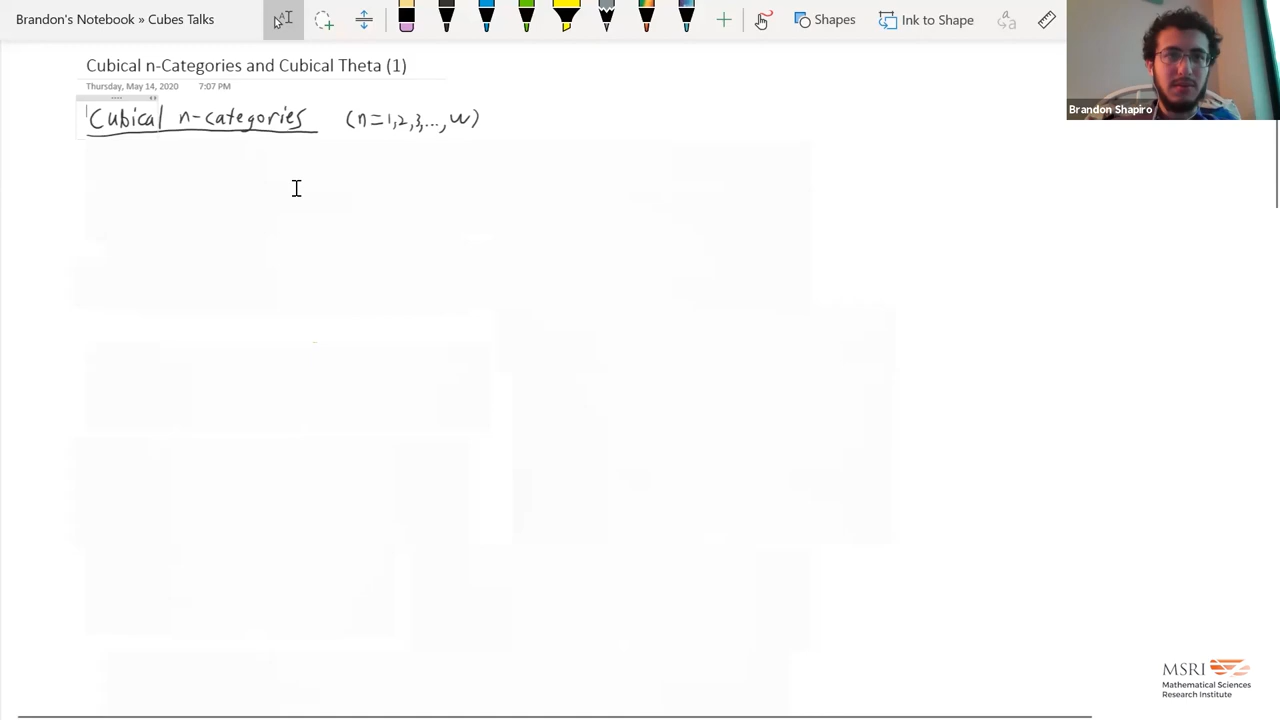 Brandon's Notebook » Cubes Talks
Shapes
Ink to Shape
Cubical n-Categories and Cubical Theta (1)
Thursday, May 14, 2020 7:07 PM
Cubical n-categories (n=1,2,3,...,ω)
Brandon Shapiro
MSRI
Mathematical Sciences
Research Institute